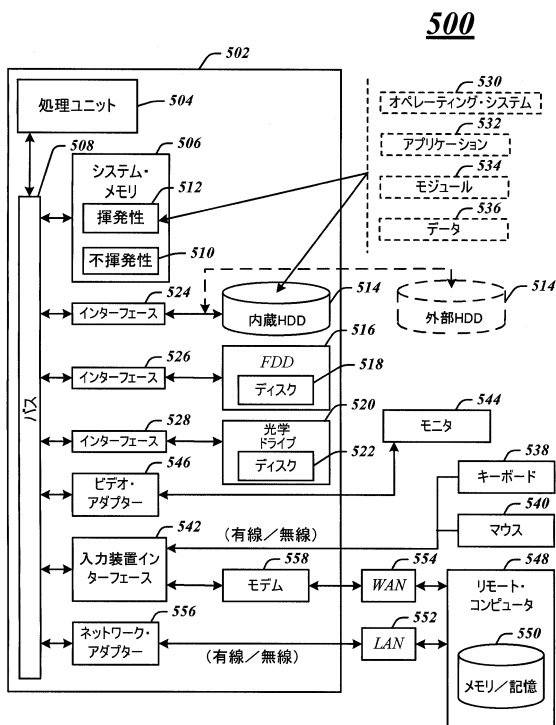 500
502
処理ユニット
504
508
506
システム・
メモリ
512
揮発性
510
不揮発性
530
オペレーティング・システム
532
アプリケーション
534
モジュール
536
データ
バス
524
インターフェース
514
内蔵HDD
514
外部HDD
516
FDD
526
インターフェース
518
ディスク
520
光学
ドライブ
528
インターフェース
522
ディスク
544
モニタ
546
ビデオ・
アダプター
538
キーボード
540
マウス
542
入力装置イン
ターフェース
(有線/無線)
558
モデム
554
WAN
548
リモート・
コンピュータ
550
メモリ/記憶
556
ネットワーク・
アダプター
(有線/無線)
552
LAN